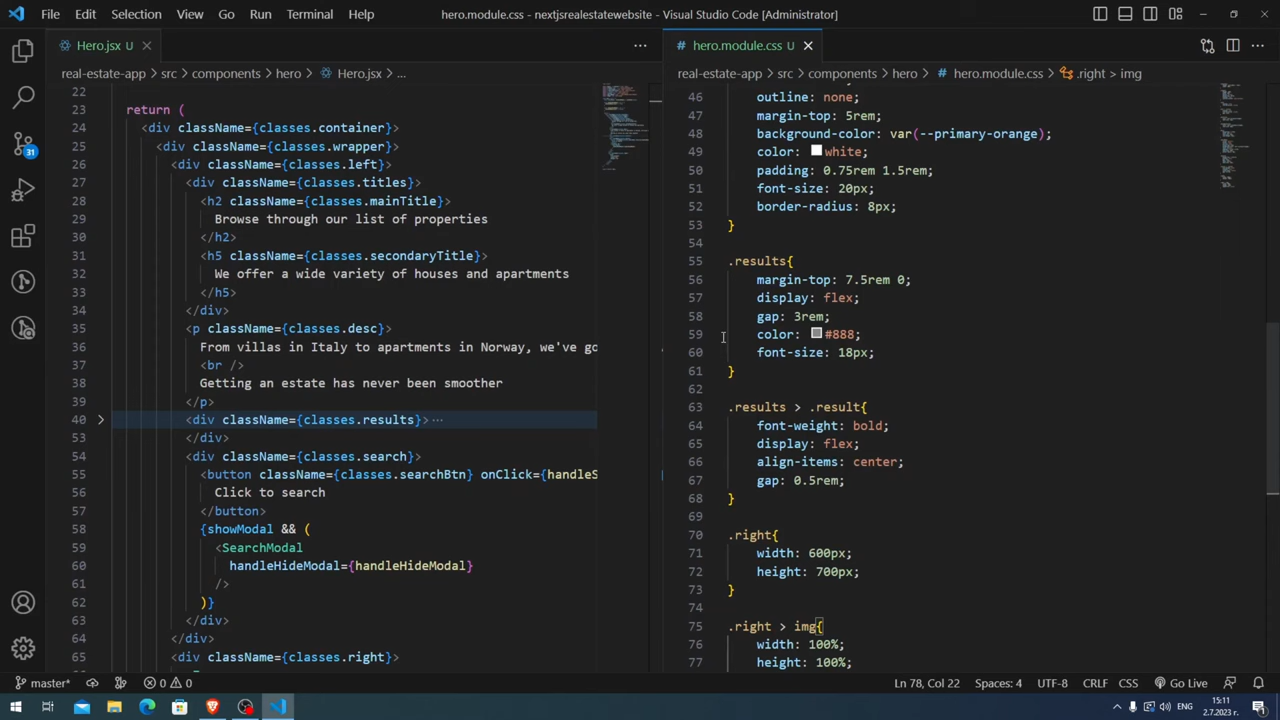 File Edit Selection View Go Run Terminal Help
hero.module.css - nextjsrealestatewebsite - Visual Studio Code [Administrator]
Hero.jsx U
real-estate-app > src > components > hero > Hero.jsx > ...
22
23 return (
24 <div className={classes.container}>
25 <div className={classes.wrapper}>
26 <div className={classes.left}>
27 <div className={classes.titles}>
28 <h2 className={classes.mainTitle}>
29 Browse through our list of properties
30 </h2>
31 <h5 className={classes.secondaryTitle}>
32 We offer a wide variety of houses and apartments
33 </h5>
34 </div>
35 <p className={classes.desc}>
36 From villas in Italy to apartments in Norway, we've go
37 <br />
38 Getting an estate has never been smoother
39 </p>
40 <div className={classes.results}>...
53 </div>
54 <div className={classes.search}>
55 <button className={classes.searchBtn} onClick={handleS
56 Click to search
57 </button>
58 {showModal && (
59 <SearchModal
60 handleHideModal={handleHideModal}
61 />
62 )}
63 </div>
64 </div>
65 <div className={classes.right}>
# hero.module.css U
real-estate-app > src > components > hero > # hero.module.css > .right > img
46 outline: none;
47 margin-top: 5rem;
48 background-color: var(--primary-orange);
49 color: white;
50 padding: 0.75rem 1.5rem;
51 font-size: 20px;
52 border-radius: 8px;
53 }
54
55 .results{
56 margin-top: 7.5rem 0;
57 display: flex;
58 gap: 3rem;
59 color: #888;
60 font-size: 18px;
61 }
62
63 .results > .result{
64 font-weight: bold;
65 display: flex;
66 align-items: center;
67 gap: 0.5rem;
68 }
69
70 .right{
71 width: 600px;
72 height: 700px;
73 }
74
75 .right > img{
76 width: 100%;
77 height: 100%;
31
master* 0 0
Ln 78, Col 22 Spaces: 4 UTF-8 CRLF CSS Go Live
ENG
15:11
2.7.2023 г.
1